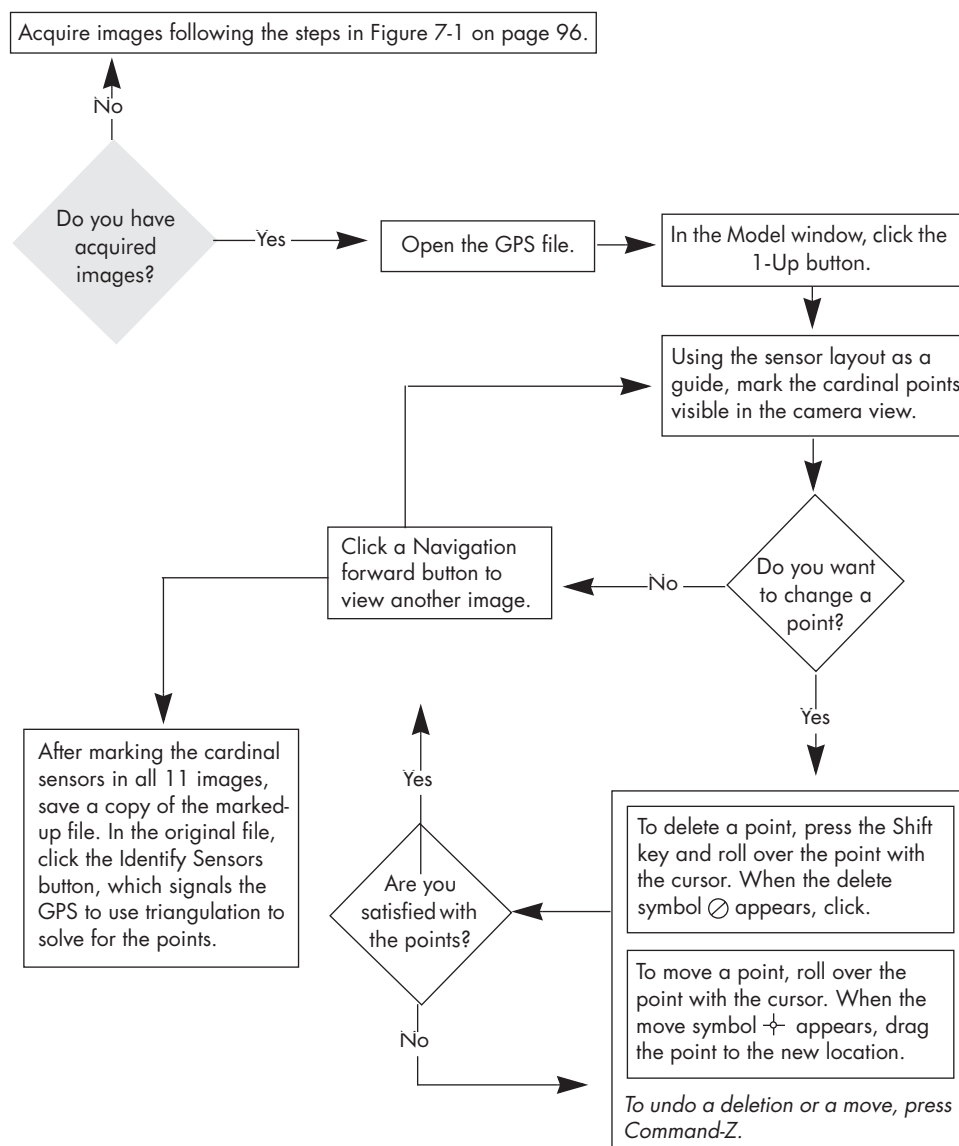 Acquire images following the steps in Figure 7-1 on page 96.
No
Do you have
acquired
images?
Yes
Open the GPS file.
In the Model window, click the
1-Up button.
Using the sensor layout as a
guide, mark the cardinal points
visible in the camera view.
Click a Navigation
forward button to
view another image.
No
Do you want
to change a
point?
Yes
After marking the cardinal
sensors in all 11 images,
save a copy of the marked-
up file. In the original file,
click the Identify Sensors
button, which signals the
GPS to use triangulation to
solve for the points.
Yes
Are you
satisfied with
the points?
No
To delete a point, press the Shift
key and roll over the point with
the cursor. When the delete
symbol ⊘ appears, click.
To move a point, roll over the
point with the cursor. When the
move symbol -⌖- appears, drag
the point to the new location.
To undo a deletion or a move, press
Command-Z.